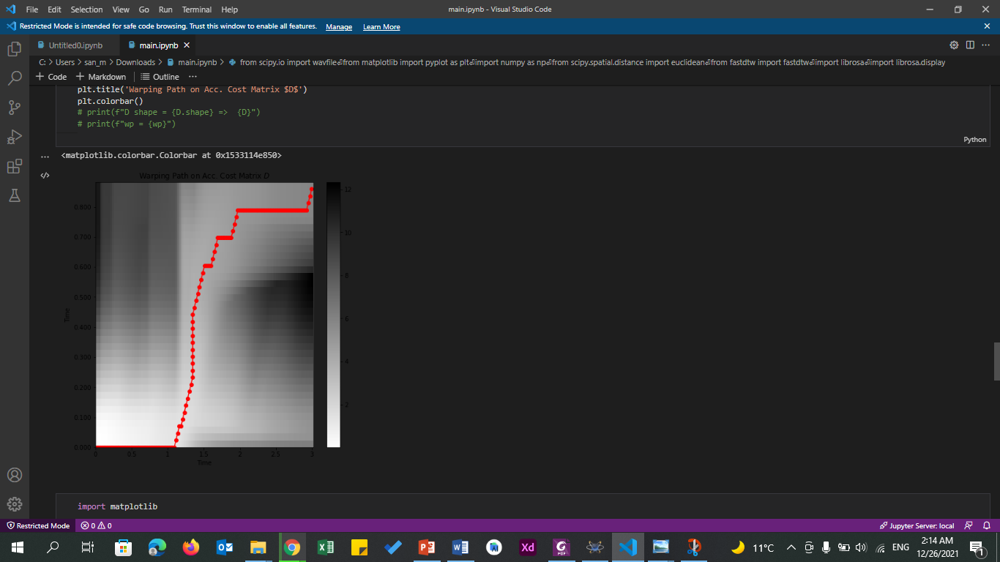 File Edit Selection View Go Run Terminal Help main.ipynb - Visual Studio Code
Restricted Mode is intended for safe code browsing. Trust this window to enable all features. Manage Learn More
Untitled0.ipynb main.ipynb
C: > Users > san_m > Downloads > main.ipynb > from scipy.io import wavfile⏎from matplotlib import pyplot as plt⏎import numpy as np⏎from scipy.spatial.distance import euclidean⏎from fastdtw import fastdtw⏎import librosa⏎import librosa.display
+ Code + Markdown Outline ...
plt.title('Warping Path on Acc. Cost Matrix $D$')
plt.colorbar()
# print(f"D shape = {D.shape} =>  {D}")
# print(f"wp = {wp}")
Python
... <matplotlib.colorbar.Colorbar at 0x1533114e850>
Warping Path on Acc. Cost Matrix D
12
0.800
0.700
10
0.600
8
0.500
Time
6
0.400
0.300
4
0.200
2
0.100
0.000
0 0.5 1 1.5 2 2.5 3
Time
import matplotlib
Restricted Mode 0 0 Jupyter Server: local
11°C ENG
2:14 AM
12/26/2021
1
Xd
PDF